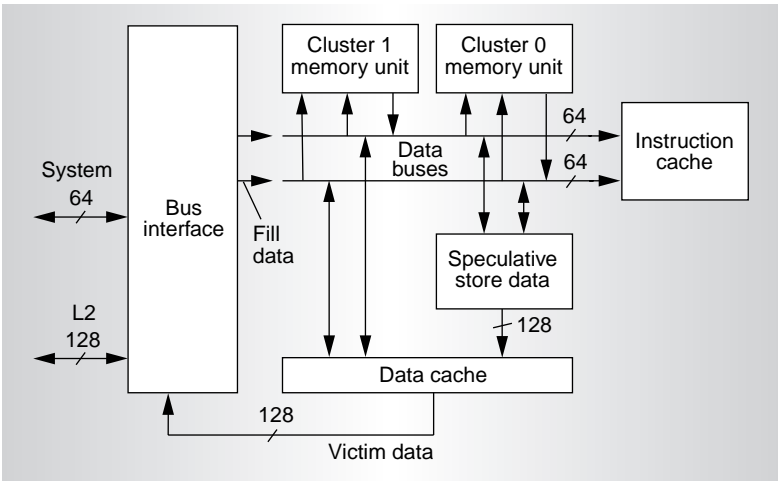 Cluster 1
memory unit
Cluster 0
memory unit
64
Data
buses
64
Instruction
cache
System
64
Bus
interface
Fill
data
Speculative
store data
L2
128
128
Data cache
128
Victim data